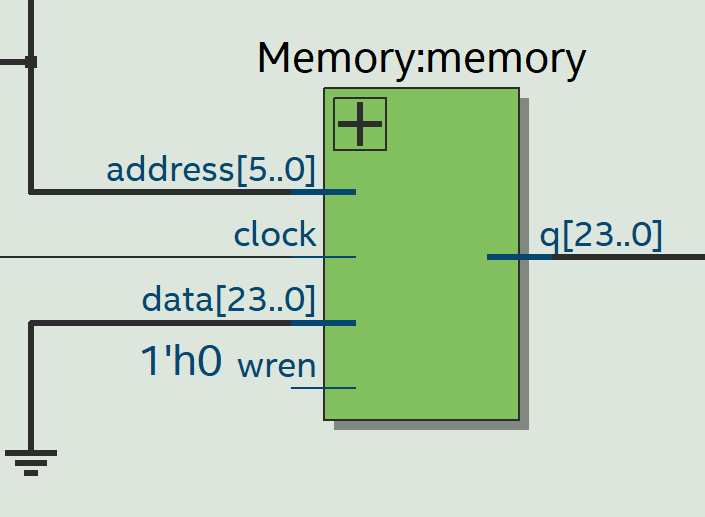 Memory:memory
address[5..0]
clock
q[23..0]
data[23..0]
1'h0 wren